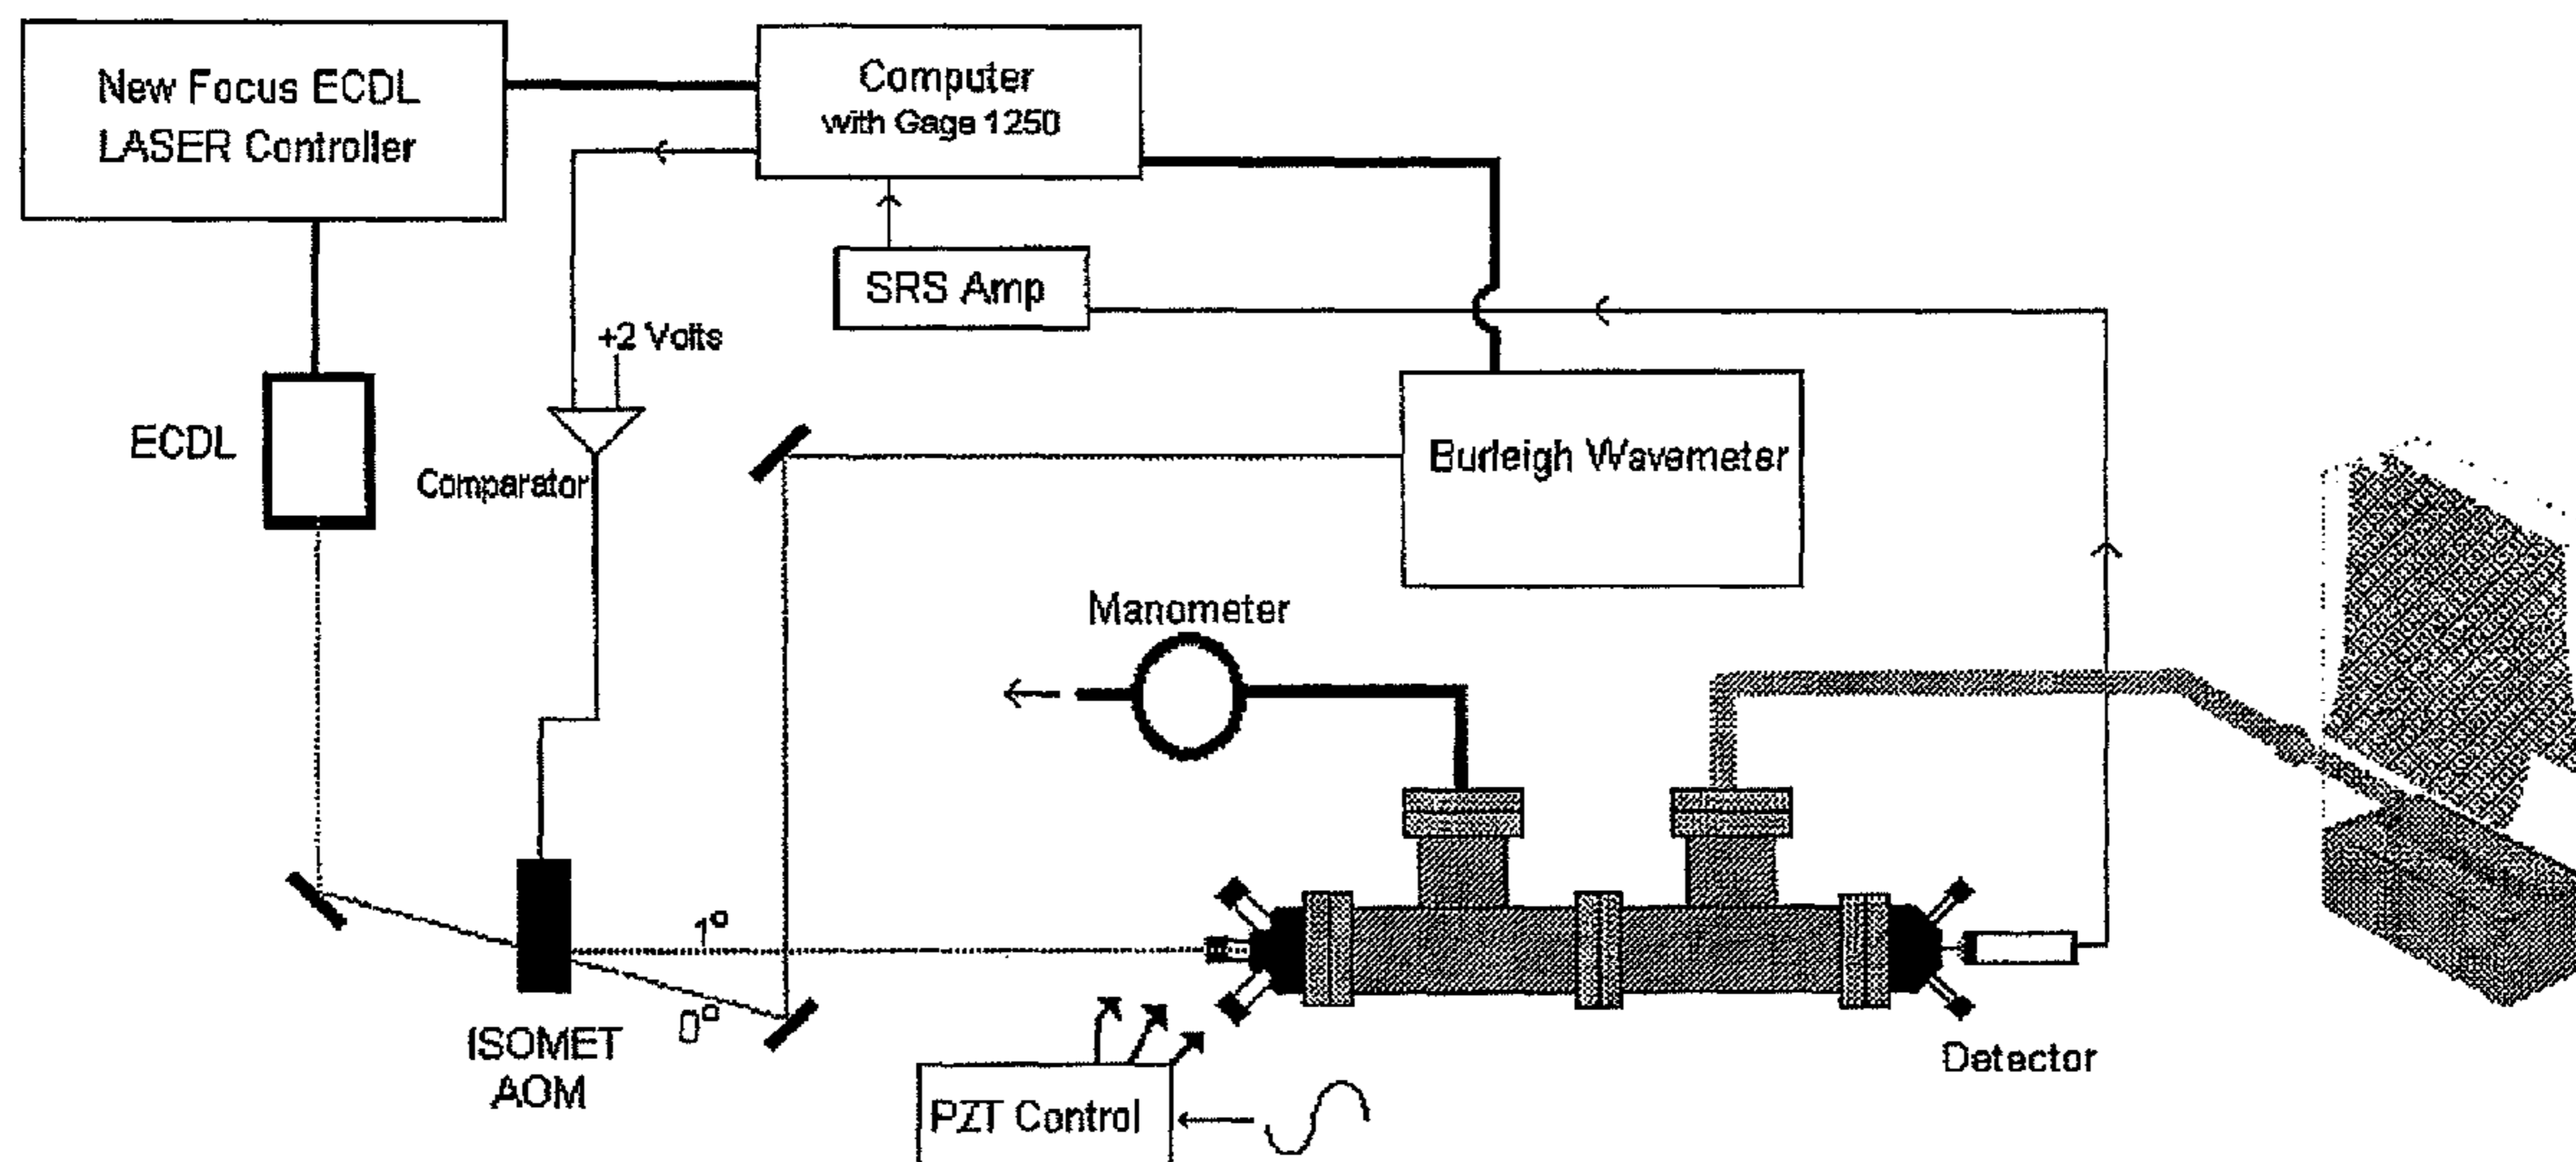 New Focus ECDL
LASER Controller
Computer
with Gage 1250
SRS Amp
+2 Volts
ECDL
Comparator
Burleigh Wavemeter
Manometer
1°
0°
ISOMET
AOM
Detector
PZT Control